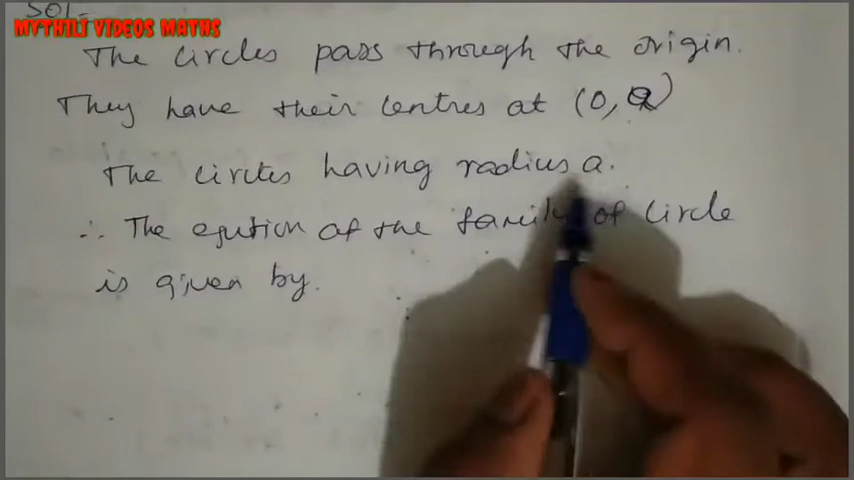 Sol:-
MYTHILI VIDEOS MATHS
The circles pass through the origin.
They have their centres at (0, a)
The circles having radius a.
∴ The eqution of the family of circle
is given by.